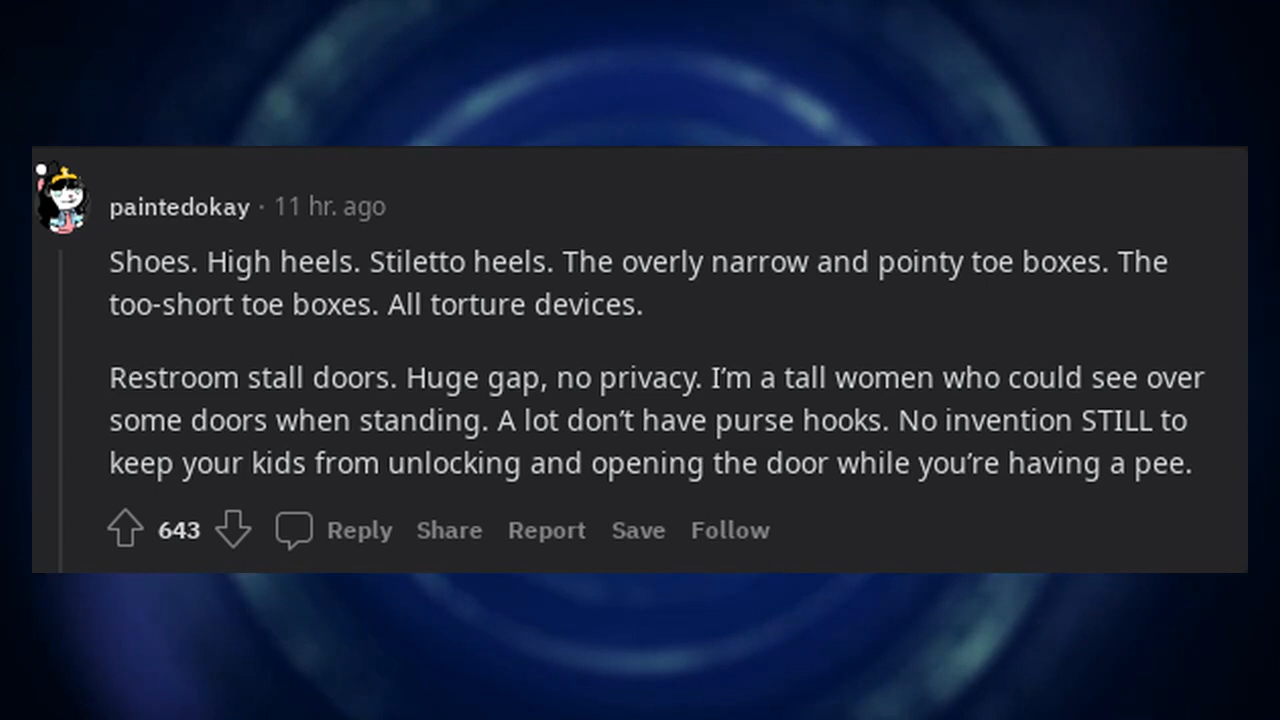 paintedokay · 11 hr. ago
Shoes. High heels. Stiletto heels. The overly narrow and pointy toe boxes. The
too-short toe boxes. All torture devices.
Restroom stall doors. Huge gap, no privacy. I’m a tall women who could see over
some doors when standing. A lot don’t have purse hooks. No invention STILL to
keep your kids from unlocking and opening the door while you’re having a pee.
643 Reply Share Report Save Follow